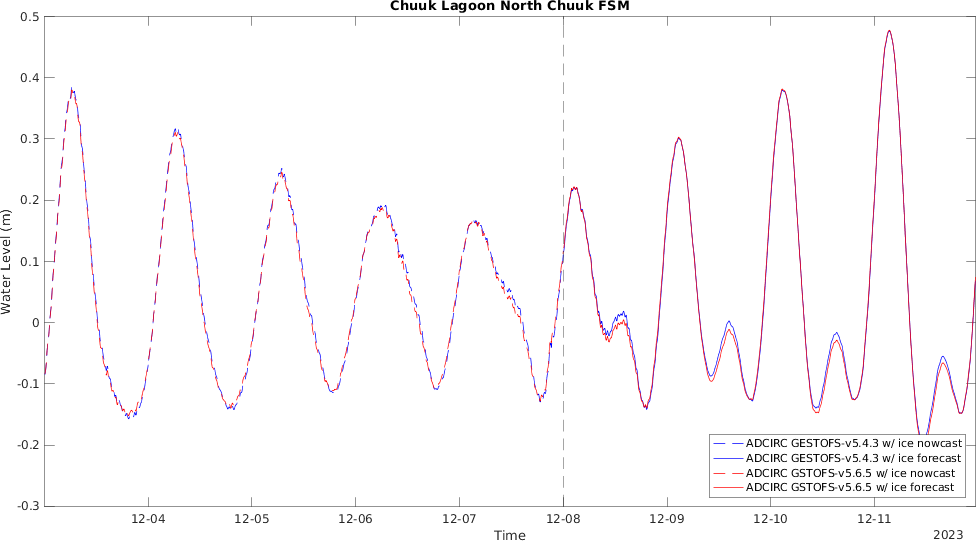 Chuuk Lagoon North Chuuk FSM
0.5
0.4
0.3
0.2
0.1
0
-0.1
-0.2
-0.3
Water Level (m)
ADCIRC GESTOFS-v5.4.3 w/ ice nowcast
ADCIRC GESTOFS-v5.4.3 w/ ice forecast
ADCIRC GSTOFS-v5.6.5 w/ ice nowcast
ADCIRC GSTOFS-v5.6.5 w/ ice forecast
12-04 12-05 12-06 12-07 12-08 12-09 12-10 12-11
Time
2023